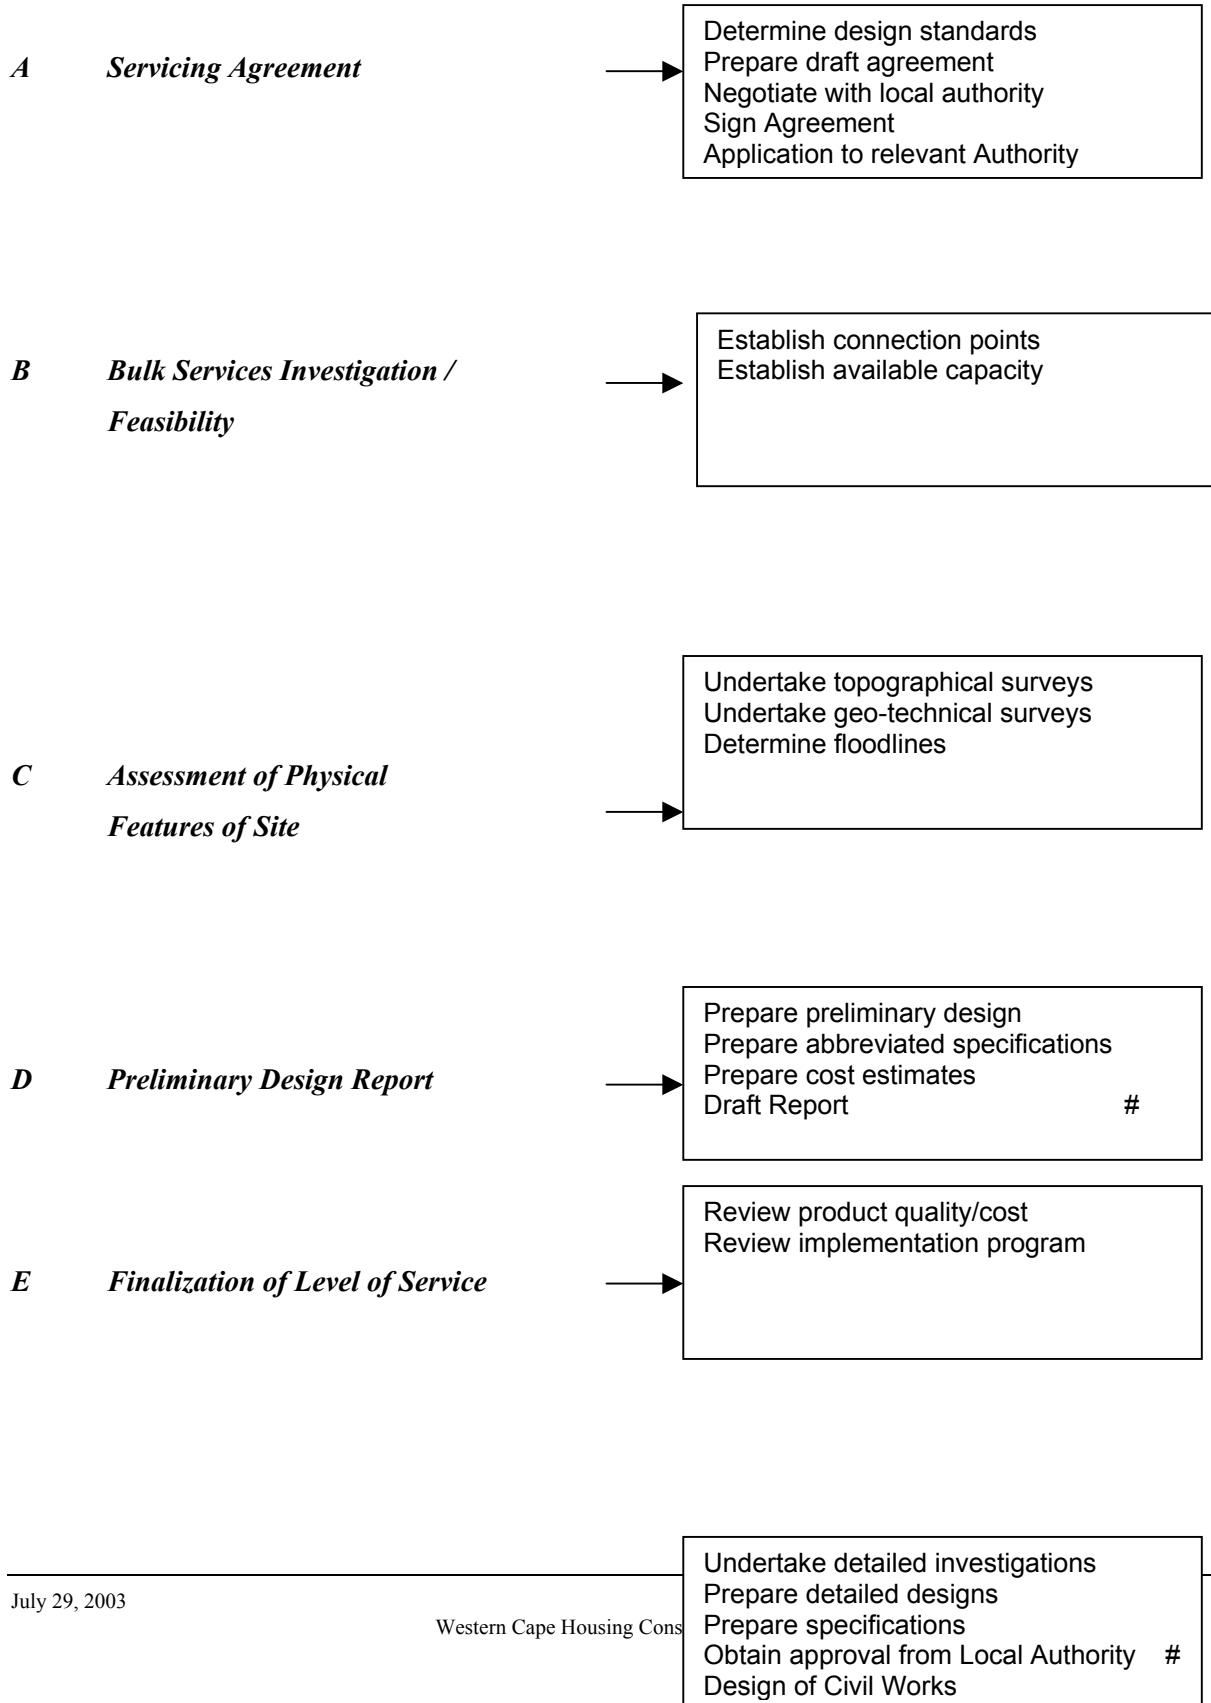 A Servicing Agreement
Determine design standards
Prepare draft agreement
Negotiate with local authority
Sign Agreement
Application to relevant Authority
B Bulk Services Investigation /
Feasibility
Establish connection points
Establish available capacity
C Assessment of Physical
Features of Site
Undertake topographical surveys
Undertake geo-technical surveys
Determine floodlines
D Preliminary Design Report
Prepare preliminary design
Prepare abbreviated specifications
Prepare cost estimates
Draft Report #
E Finalization of Level of Service
Review product quality/cost
Review implementation program
Undertake detailed investigations
Prepare detailed designs
Prepare specifications
Obtain approval from Local Authority #
Design of Civil Works
July 29, 2003
Western Cape Housing Cons